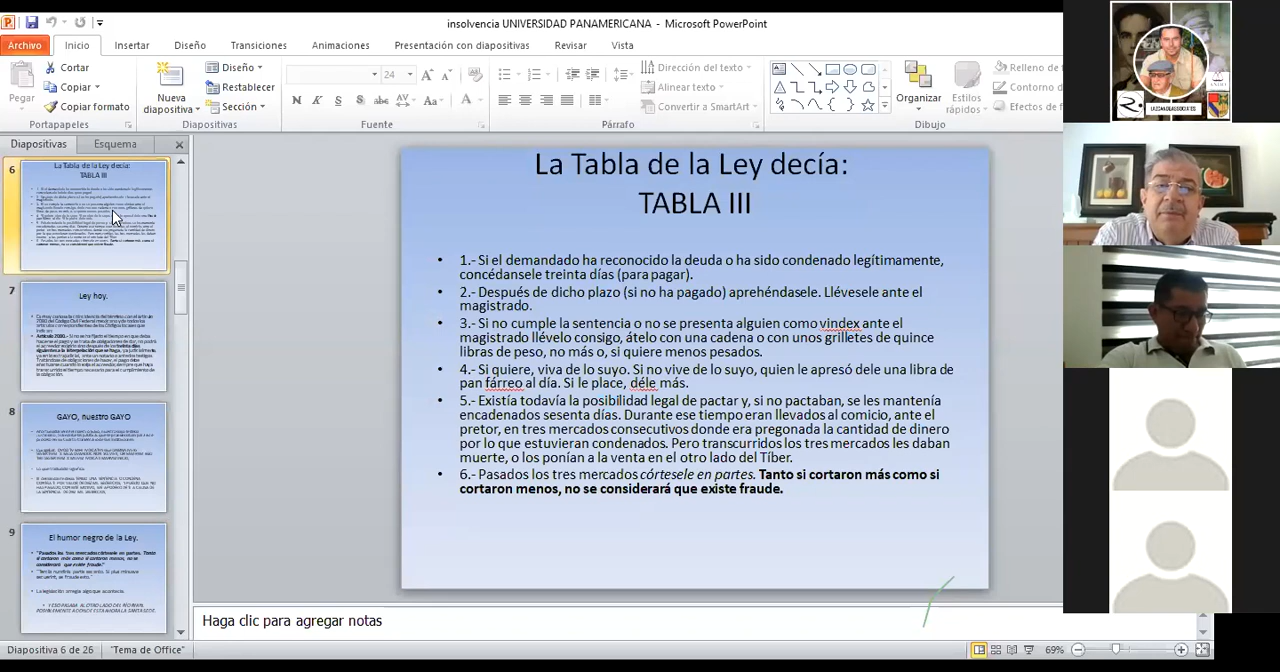 insolvencia UNIVERSIDAD PANAMERICANA - Microsoft PowerPoint
Archivo Inicio Insertar Diseño Transiciones Animaciones Presentación con diapositivas Revisar Vista
Pegar
Cortar
Copiar
Copiar formato
Portapapeles
Nueva
diapositiva
Diseño
Restablecer
Sección
Diapositivas
24
N K S S abc AV Aa A
Fuente
Dirección del texto
Alinear texto
Convertir a SmartArt
Párrafo
Organizar
Estilos
rápidos
Relleno de
Contorno d
Efectos de
Dibujo
Diapositivas Esquema
6
La Tabla de la Ley decía:
TABLA III
7
Ley hoy.
8
GAYO, nuestro GAYO
9
El humor negro de la Ley.
La Tabla de la Ley decía:
TABLA III
• 1.- Si el demandado ha reconocido la deuda o ha sido condenado legítimamente,
concédansele treinta días (para pagar).
• 2.- Después de dicho plazo (si no ha pagado) aprehéndasele. Llévesele ante el
magistrado.
• 3.- Si no cumple la sentencia o no se presenta alguien como vindex ante el
magistrado llévelo consigo, átelo con una cadena o con unos grilletes de quince
libros de peso, no más o, si quiere menos pesados.
• 4.- Si quiere, viva de lo suyo. Si no vive de lo suyo, quien le apresó dele una libra de
pan fárreo al día. Si le place, déle más.
• 5.- Existía todavía la posibilidad legal de pactar y, si no pactaban, se les mantenía
encadenados sesenta días. Durante ese tiempo eran llevados al comicio, ante el
pretor, en tres mercados consecutivos donde era pregonada la cantidad de dinero
por la que estuvieran condenados. Pero transcurridos los tres mercados les daban
muerte, o los ponían a la venta en el otro lado del Tiber.
• 6.- Pasados los tres mercados córtesele en partes. Tanto si cortaron más como si
cortaron menos, no se considerará que existe fraude.
Haga clic para agregar notas
Diapositiva 6 de 26 "Tema de Office" 69%